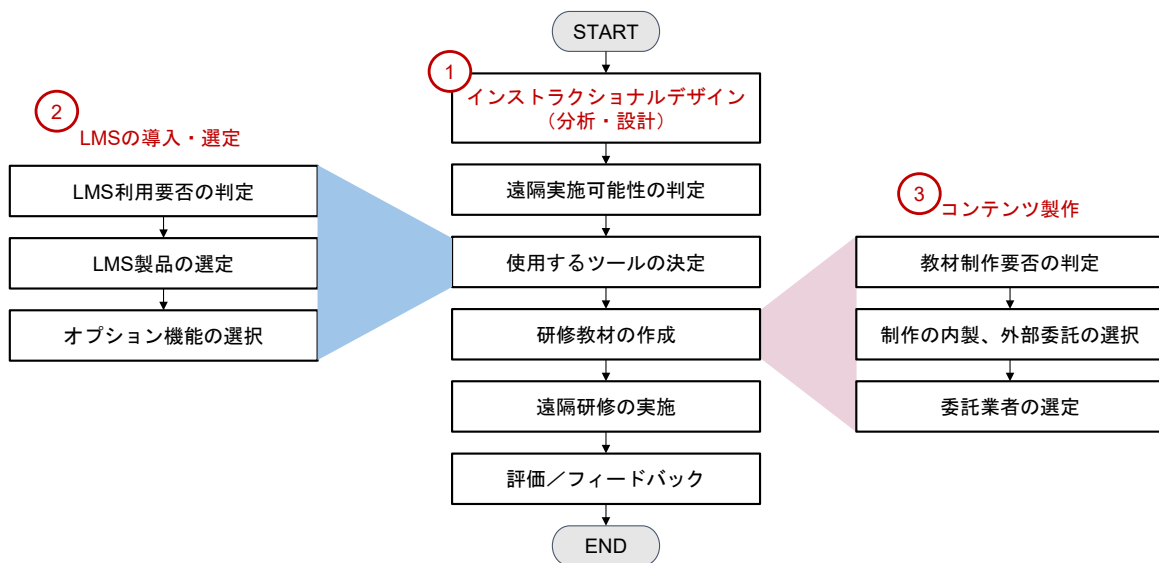 START
1
インストラクショナルデザイン
（分析・設計）
遠隔実施可能性の判定
使用するツールの決定
研修教材の作成
遠隔研修の実施
評価／フィードバック
END
2
LMSの導入・選定
LMS利用要否の判定
LMS製品の選定
オプション機能の選択
3
コンテンツ製作
教材制作要否の判定
制作の内製、外部委託の選択
委託業者の選定